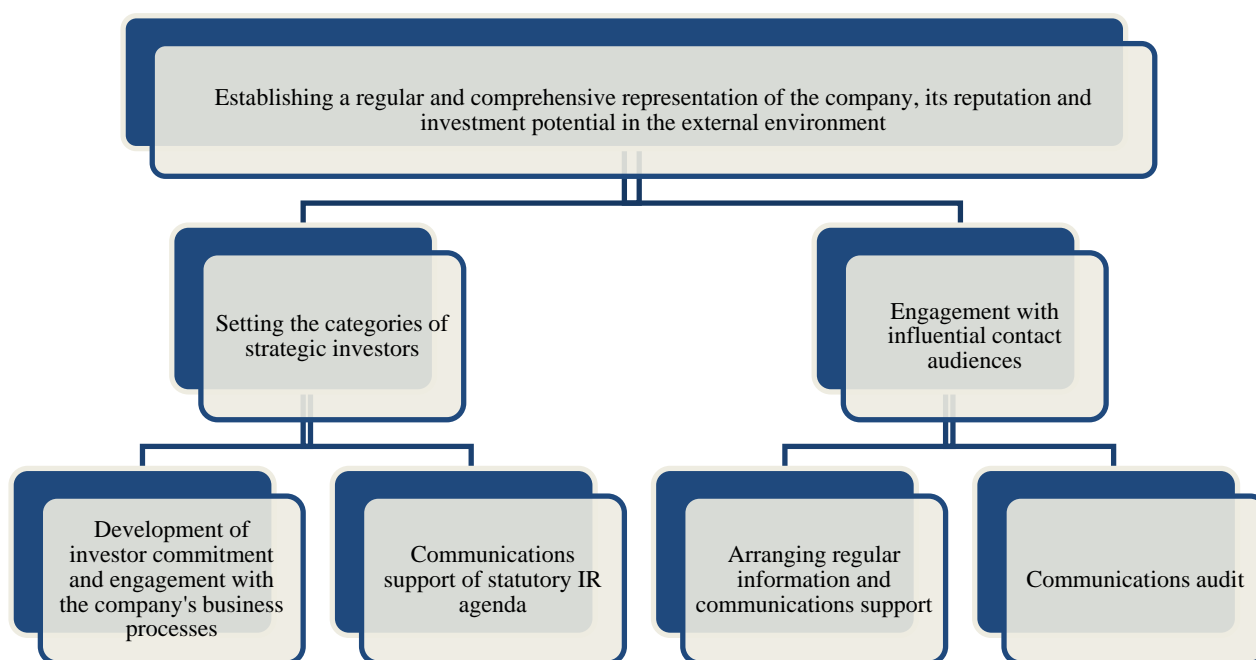 Establishing a regular and comprehensive representation of the company, its reputation and
investment potential in the external environment
Setting the categories of
strategic investors
Engagement with
influential contact
audiences
Development of
investor commitment
and engagement with
the company's business
processes
Communications
support of statutory IR
agenda
Arranging regular
information and
communications support
Communications audit